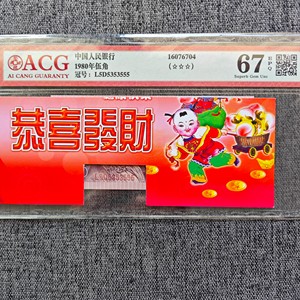 ACG
AI CANG GUARANTY
中国人民银行
1980年伍角
冠号: L5D5353555
16076704
(☆☆☆)
67 EPQ
Superb Gem Unc
恭喜發財